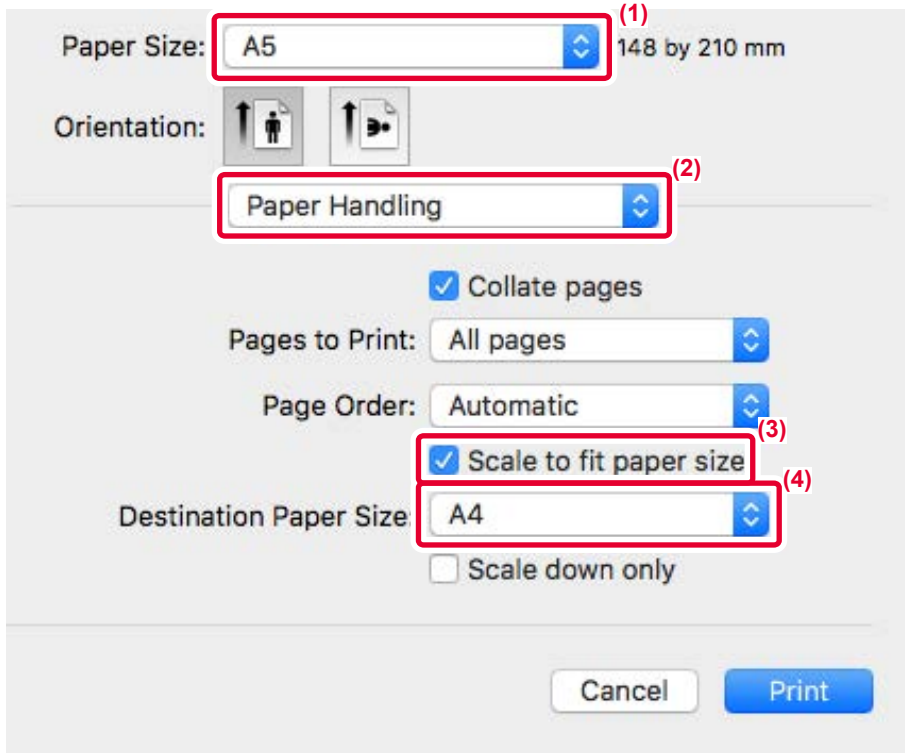 (1)
Paper Size: A5 148 by 210 mm
Orientation:
(2)
Paper Handling
Collate pages
Pages to Print: All pages
Page Order: Automatic
(3)
Scale to fit paper size
(4)
Destination Paper Size: A4
Scale down only
Cancel Print